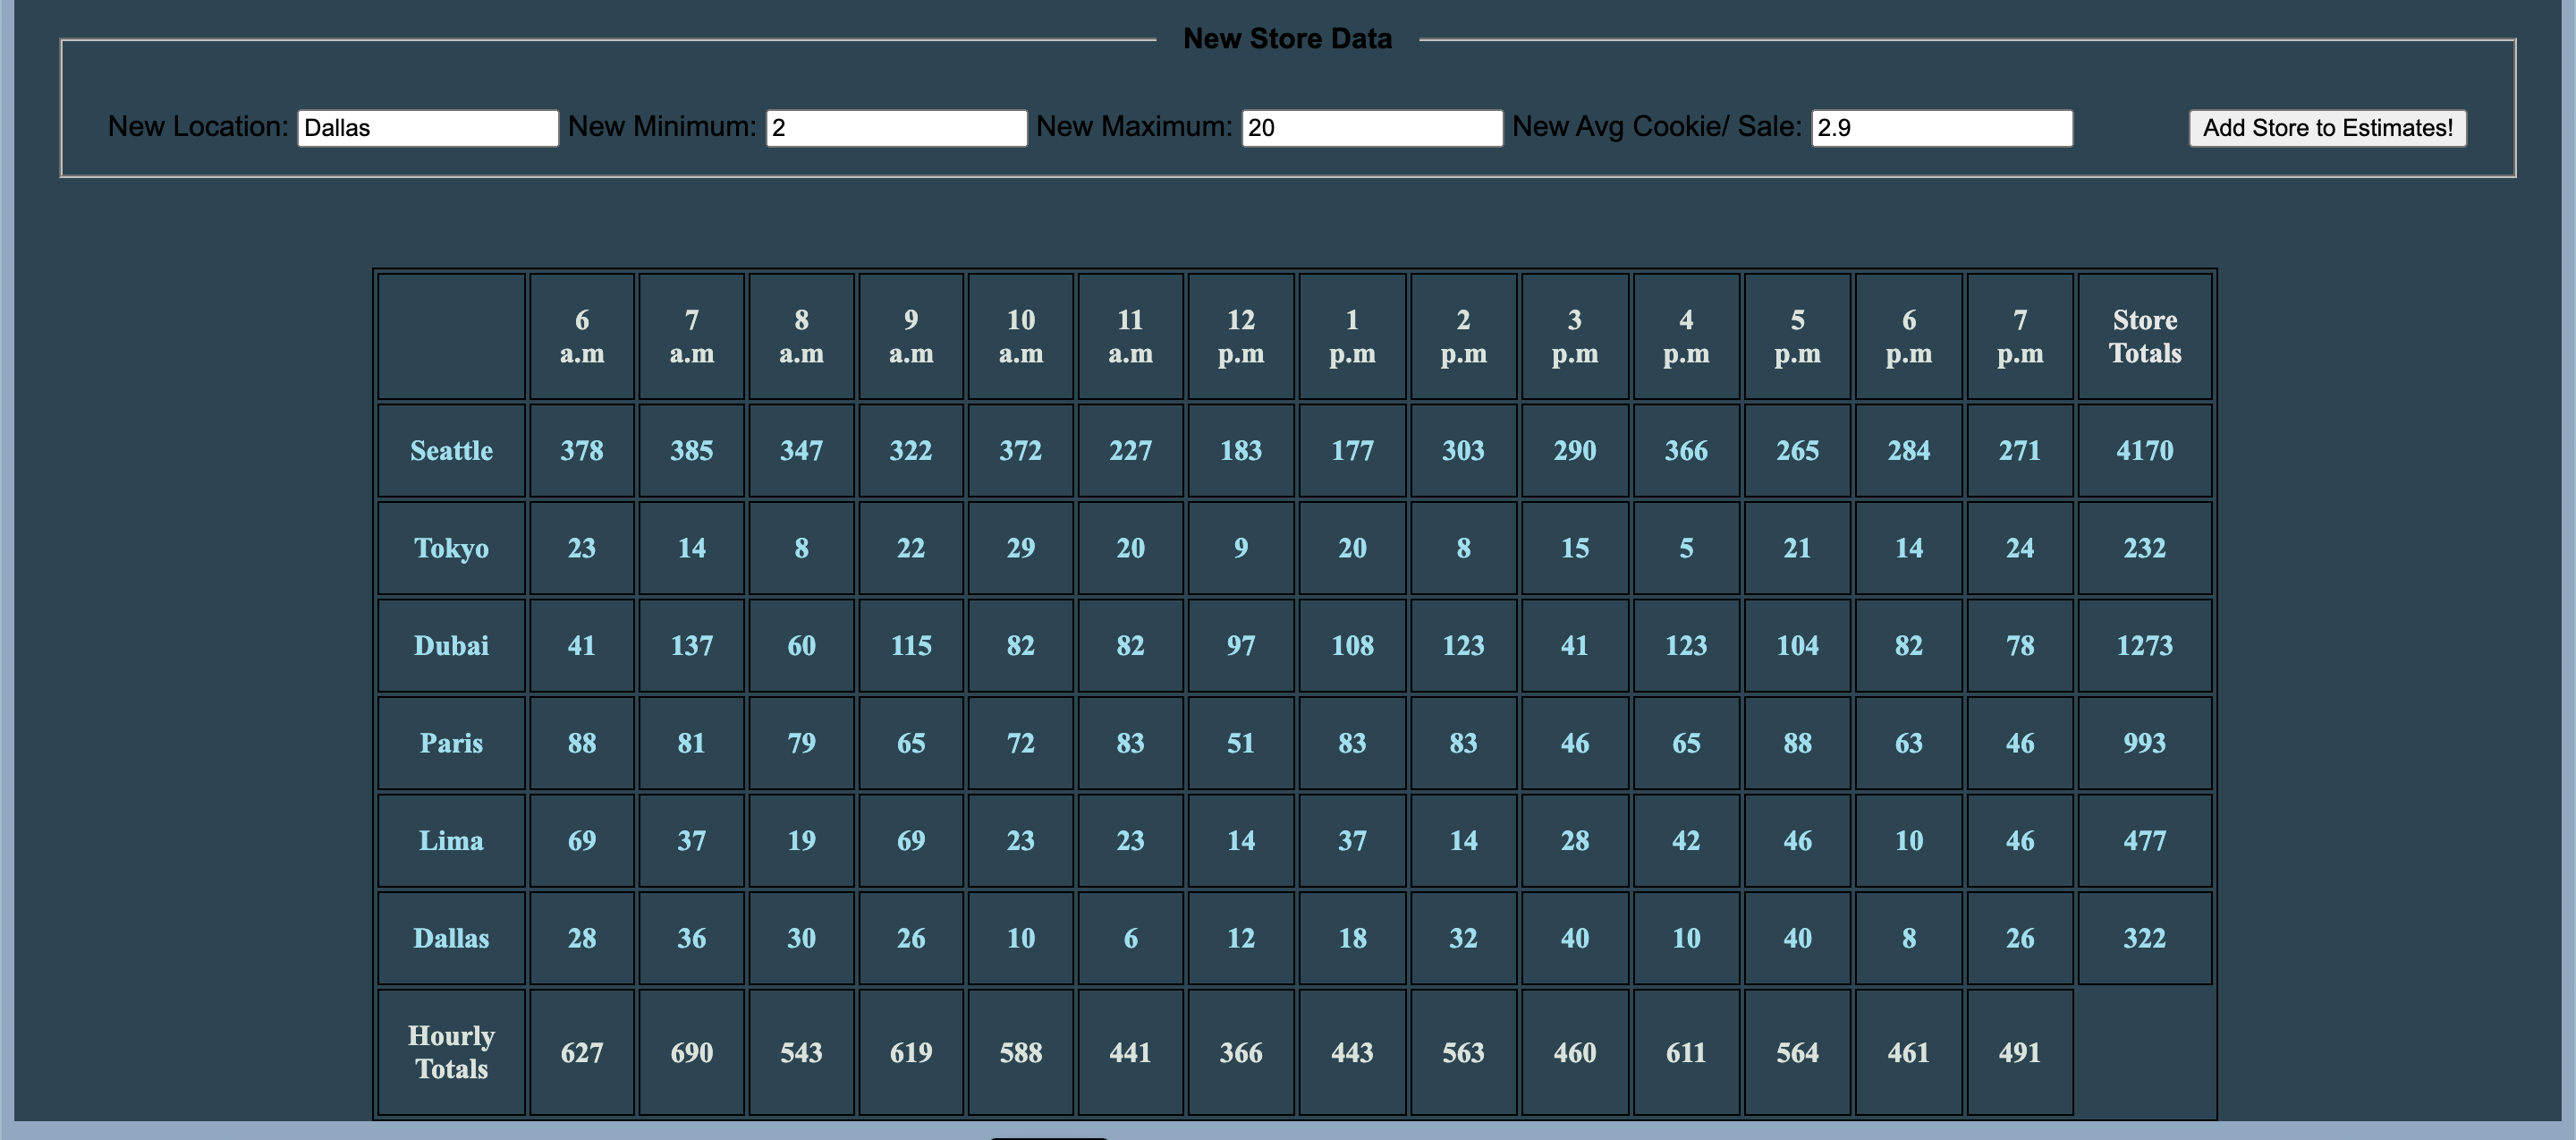 New Store Data
New Location: Dallas New Minimum: 2 New Maximum: 20 New Avg Cookie/ Sale: 2.9 Add Store to Estimates!
6 a.m 7 a.m 8 a.m 9 a.m 10 a.m 11 a.m 12 p.m 1 p.m 2 p.m 3 p.m 4 p.m 5 p.m 6 p.m 7 p.m Store Totals
Seattle 378 385 347 322 372 227 183 177 303 290 366 265 284 271 4170
Tokyo 23 14 8 22 29 20 9 20 8 15 5 21 14 24 232
Dubai 41 137 60 115 82 82 97 108 123 41 123 104 82 78 1273
Paris 88 81 79 65 72 83 51 83 83 46 65 88 63 46 993
Lima 69 37 19 69 23 23 14 37 14 28 42 46 10 46 477
Dallas 28 36 30 26 10 6 12 18 32 40 10 40 8 26 322
Hourly Totals 627 690 543 619 588 441 366 443 563 460 611 564 461 491